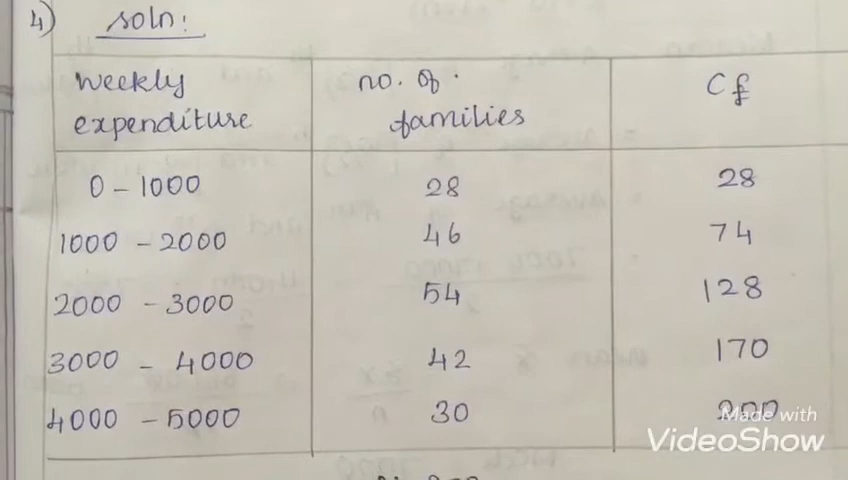 4) soln:
weekly expenditure no. of. families Cf
0 - 1000 28 28
1000 - 2000 46 74
2000 - 3000 54 128
3000 - 4000 42 170
4000 - 5000 30 200
Made with
VideoShow